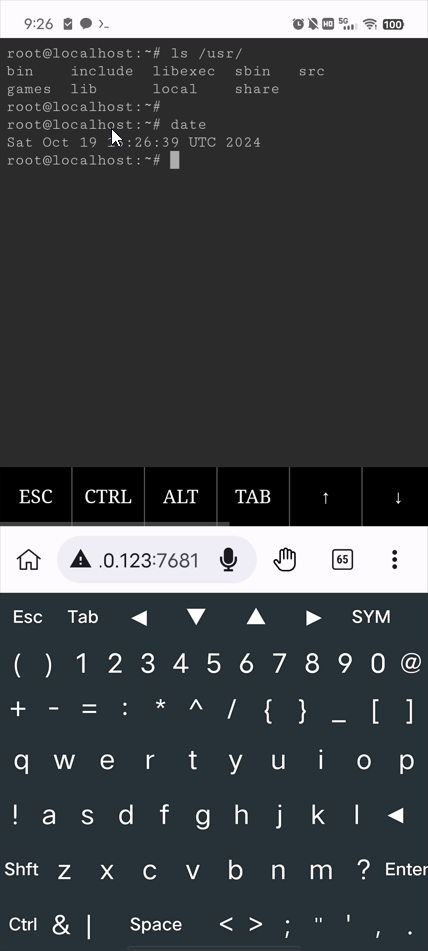 9:26 HD 5G 100
root@localhost:~# ls /usr/
bin include libexec sbin src
games lib local share
root@localhost:~#
root@localhost:~# date
Sat Oct 19 :26:39 UTC 2024
root@localhost:~#
ESC CTRL ALT TAB ↑ ↓
.0.123:7681 65
Esc Tab ◀ ▼ ▲ ▶ SYM
( ) 1 2 3 4 5 6 7 8 9 0 @
+ - = : * ^ / { } _ [ ]
q w e r t y u i o p
! a s d f g h j k l ◀
Shft z x c v b n m ? Enter
Ctrl & | Space < > ; " ' , .